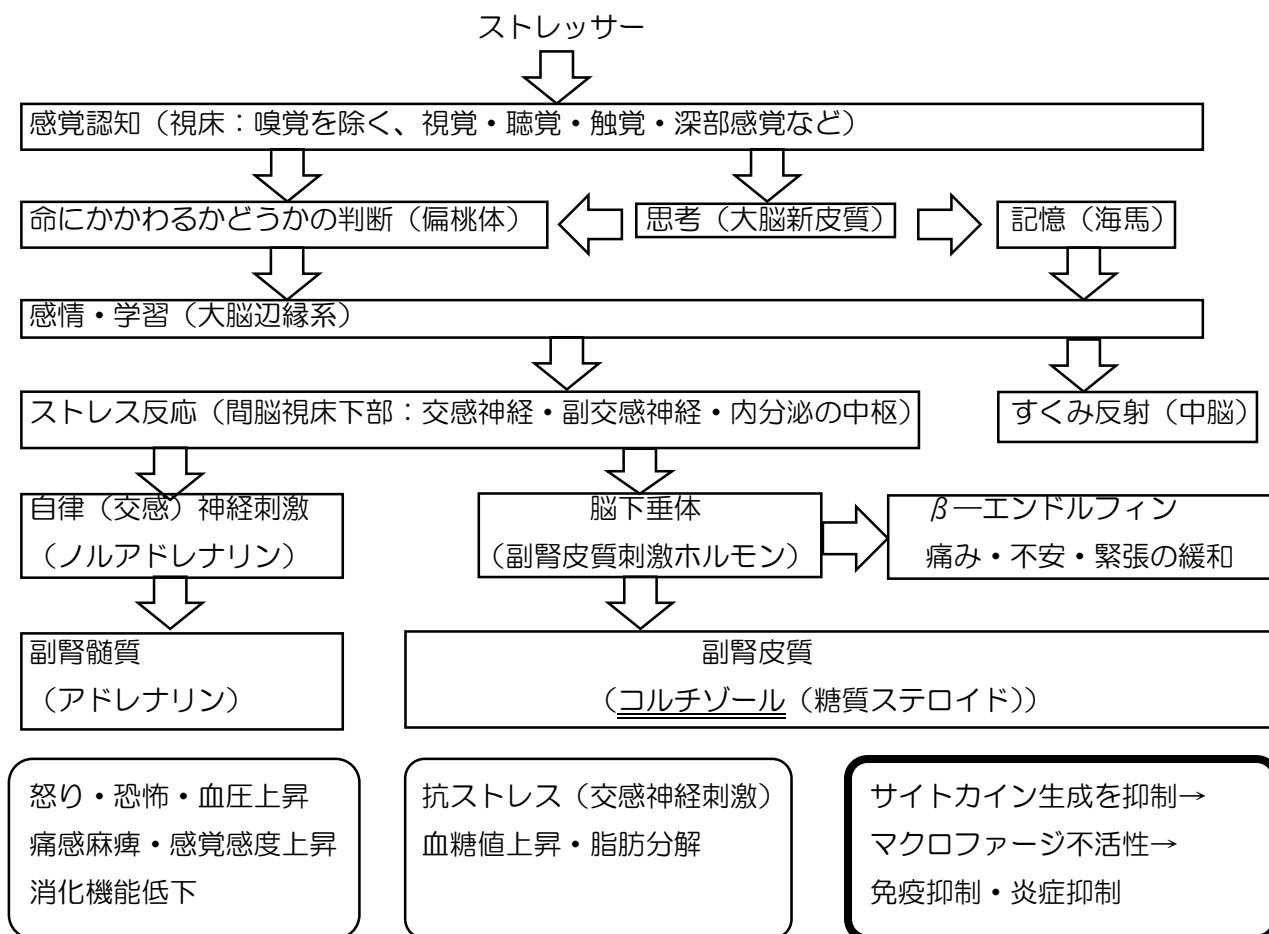 ストレッサー
感覚認知（視床：嗅覚を除く、視覚・聴覚・触覚・深部感覚など）
命にかかわるかどうかの判断（偏桃体）
思考（大脳新皮質）
記憶（海馬）
感情・学習（大脳辺縁系）
ストレス反応（間脳視床下部：交感神経・副交感神経・内分泌の中枢）
すくみ反射（中脳）
自律（交感）神経刺激
（ノルアドレナリン）
脳下垂体
（副腎皮質刺激ホルモン）
β―エンドルフィン
痛み・不安・緊張の緩和
副腎髄質
（アドレナリン）
副腎皮質
（コルチゾール（糖質ステロイド））
怒り・恐怖・血圧上昇
痛感麻痺・感覚感度上昇
消化機能低下
抗ストレス（交感神経刺激）
血糖値上昇・脂肪分解
サイトカイン生成を抑制→
マクロファージ不活性→
免疫抑制・炎症抑制